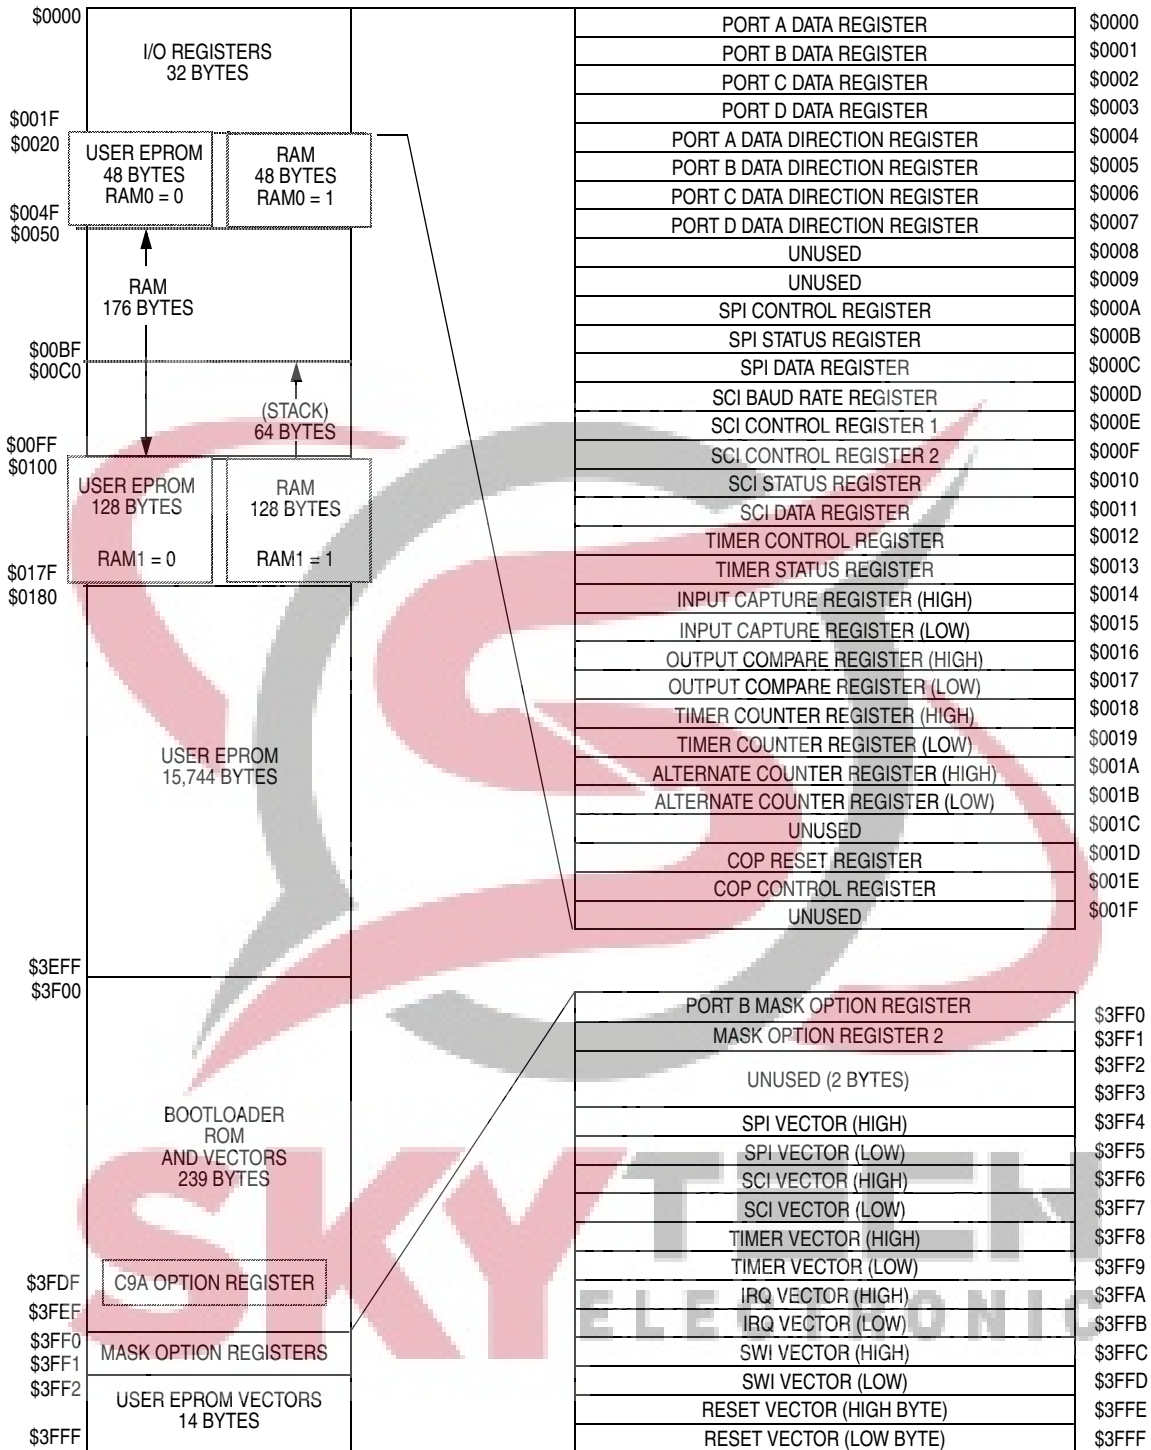 $0000
I/O REGISTERS
32 BYTES
$001F
$0020
USER EPROM
48 BYTES
RAM0 = 0
RAM
48 BYTES
RAM0 = 1
$004F
$0050
RAM
176 BYTES
$00BF
$00C0
(STACK)
64 BYTES
$00FF
$0100
USER EPROM
128 BYTES
RAM1 = 0
RAM
128 BYTES
RAM1 = 1
$017F
$0180
USER EPROM
15,744 BYTES
$3EFF
$3F00
BOOTLOADER
ROM
AND VECTORS
239 BYTES
$3FDF
C9A OPTION REGISTER
$3FEF
$3FF0
MASK OPTION REGISTERS
$3FF1
$3FF2
USER EPROM VECTORS
14 BYTES
$3FFF
PORT A DATA REGISTER $0000
PORT B DATA REGISTER $0001
PORT C DATA REGISTER $0002
PORT D DATA REGISTER $0003
PORT A DATA DIRECTION REGISTER $0004
PORT B DATA DIRECTION REGISTER $0005
PORT C DATA DIRECTION REGISTER $0006
PORT D DATA DIRECTION REGISTER $0007
UNUSED $0008
UNUSED $0009
SPI CONTROL REGISTER $000A
SPI STATUS REGISTER $000B
SPI DATA REGISTER $000C
SCI BAUD RATE REGISTER $000D
SCI CONTROL REGISTER 1 $000E
SCI CONTROL REGISTER 2 $000F
SCI STATUS REGISTER $0010
SCI DATA REGISTER $0011
TIMER CONTROL REGISTER $0012
TIMER STATUS REGISTER $0013
INPUT CAPTURE REGISTER (HIGH) $0014
INPUT CAPTURE REGISTER (LOW) $0015
OUTPUT COMPARE REGISTER (HIGH) $0016
OUTPUT COMPARE REGISTER (LOW) $0017
TIMER COUNTER REGISTER (HIGH) $0018
TIMER COUNTER REGISTER (LOW) $0019
ALTERNATE COUNTER REGISTER (HIGH) $001A
ALTERNATE COUNTER REGISTER (LOW) $001B
UNUSED $001C
COP RESET REGISTER $001D
COP CONTROL REGISTER $001E
UNUSED $001F
PORT B MASK OPTION REGISTER $3FF0
MASK OPTION REGISTER 2 $3FF1
$3FF2
UNUSED (2 BYTES)
$3FF3
SPI VECTOR (HIGH) $3FF4
SPI VECTOR (LOW) $3FF5
SCI VECTOR (HIGH) $3FF6
SCI VECTOR (LOW) $3FF7
TIMER VECTOR (HIGH) $3FF8
TIMER VECTOR (LOW) $3FF9
IRQ VECTOR (HIGH) $3FFA
IRQ VECTOR (LOW) $3FFB
SWI VECTOR (HIGH) $3FFC
SWI VECTOR (LOW) $3FFD
RESET VECTOR (HIGH BYTE) $3FFE
RESET VECTOR (LOW BYTE) $3FFF
SKYTECH
ELECTRONIC